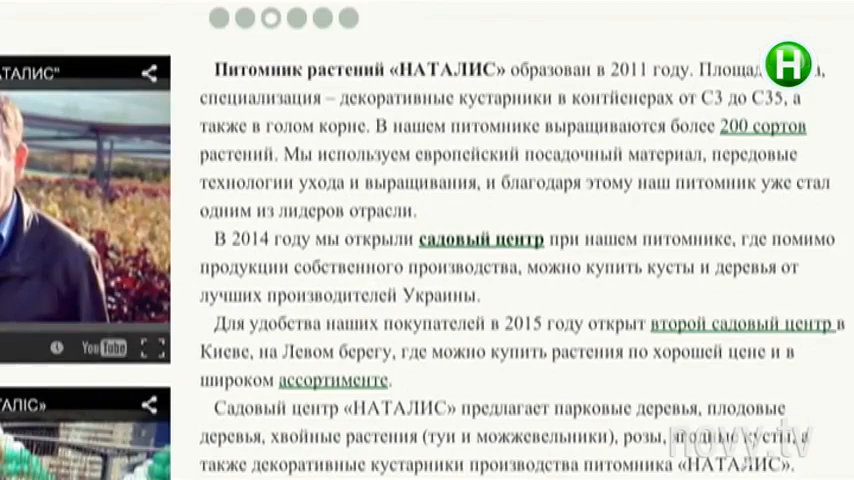 АТАЛИС"
Питомник растений «НАТАЛИС» образован в 2011 году. Площадь
специализация – декоративные кустарники в контйенерах от С3 до С35, а
также в голом корне. В нашем питомнике выращиваются более 200 сортов
растений. Мы используем европейский посадочный материал, передовые
технологии ухода и выращивания, и благодаря этому наш питомник уже стал
одним из лидеров отрасли.
В 2014 году мы открыли садовый центр при нашем питомнике, где помимо
продукции собственного производства, можно купить кусты и деревья от
лучших производителей Украины.
Для удобства наших покупателей в 2015 году открыт второй садовый центр в
Киеве, на Левом берегу, где можно купить растения по хорошей цене и в
широком ассортименте.
Садовый центр «НАТАЛИС» предлагает парковые деревья, плодовые
деревья, хвойные растения (туи и можжевельники), розы, ягодные кусты, а
также декоративные кустарники производства питомника «НАТАЛИС».
YouTube
АТАЛІС»
Н
novy.tv